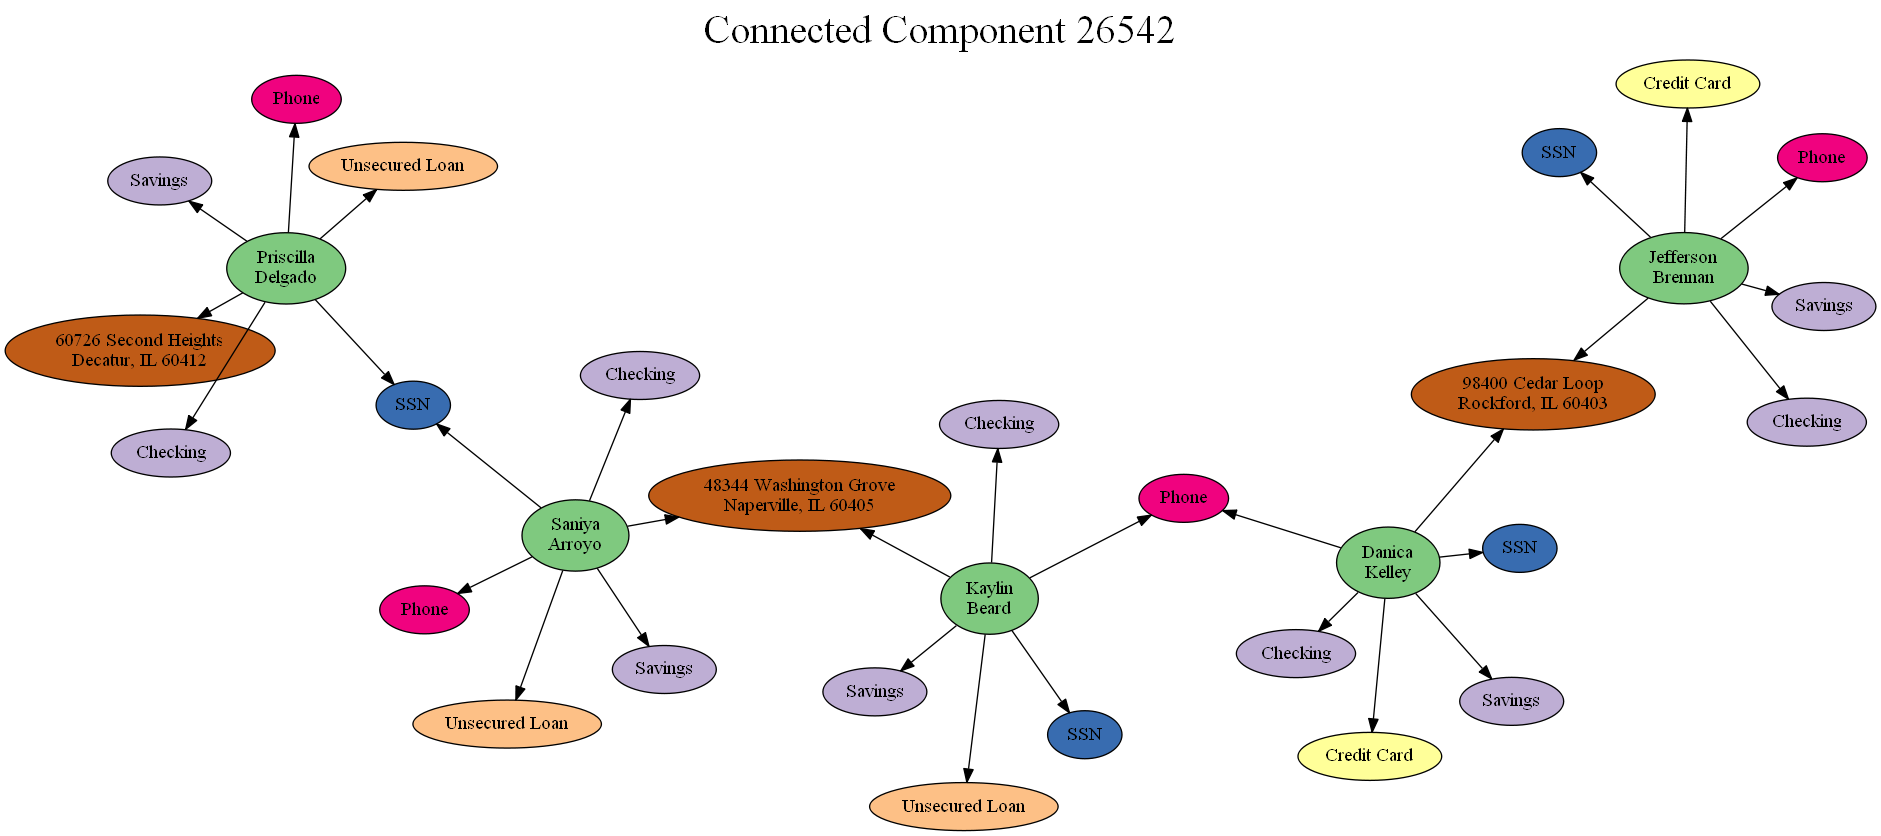 Connected Component 26542
Credit Card
Phone
SSN
Phone
Unsecured Loan
Savings
Priscilla
Delgado
Jefferson
Brennan
Savings
60726 Second Heights
Decatur, IL 60412
Checking
98400 Cedar Loop
Rockford, IL 60403
SSN
Checking
Checking
Checking
48344 Washington Grove
Naperville, IL 60405
Phone
Saniya
Arroyo
SSN
Danica
Kelley
Kaylin
Beard
Phone
Checking
Savings
Savings
Savings
Unsecured Loan
SSN
Credit Card
Unsecured Loan